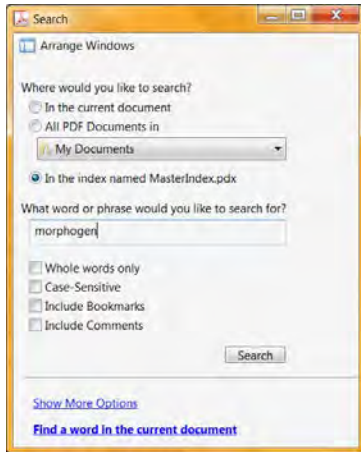 Search
Arrange Windows
Where would you like to search?
In the current document
All PDF Documents in
My Documents
In the index named MasterIndex.pdx
What word or phrase would you like to search for?
morphogen
Whole words only
Case-Sensitive
Include Bookmarks
Include Comments
Search
Show More Options
Find a word in the current document